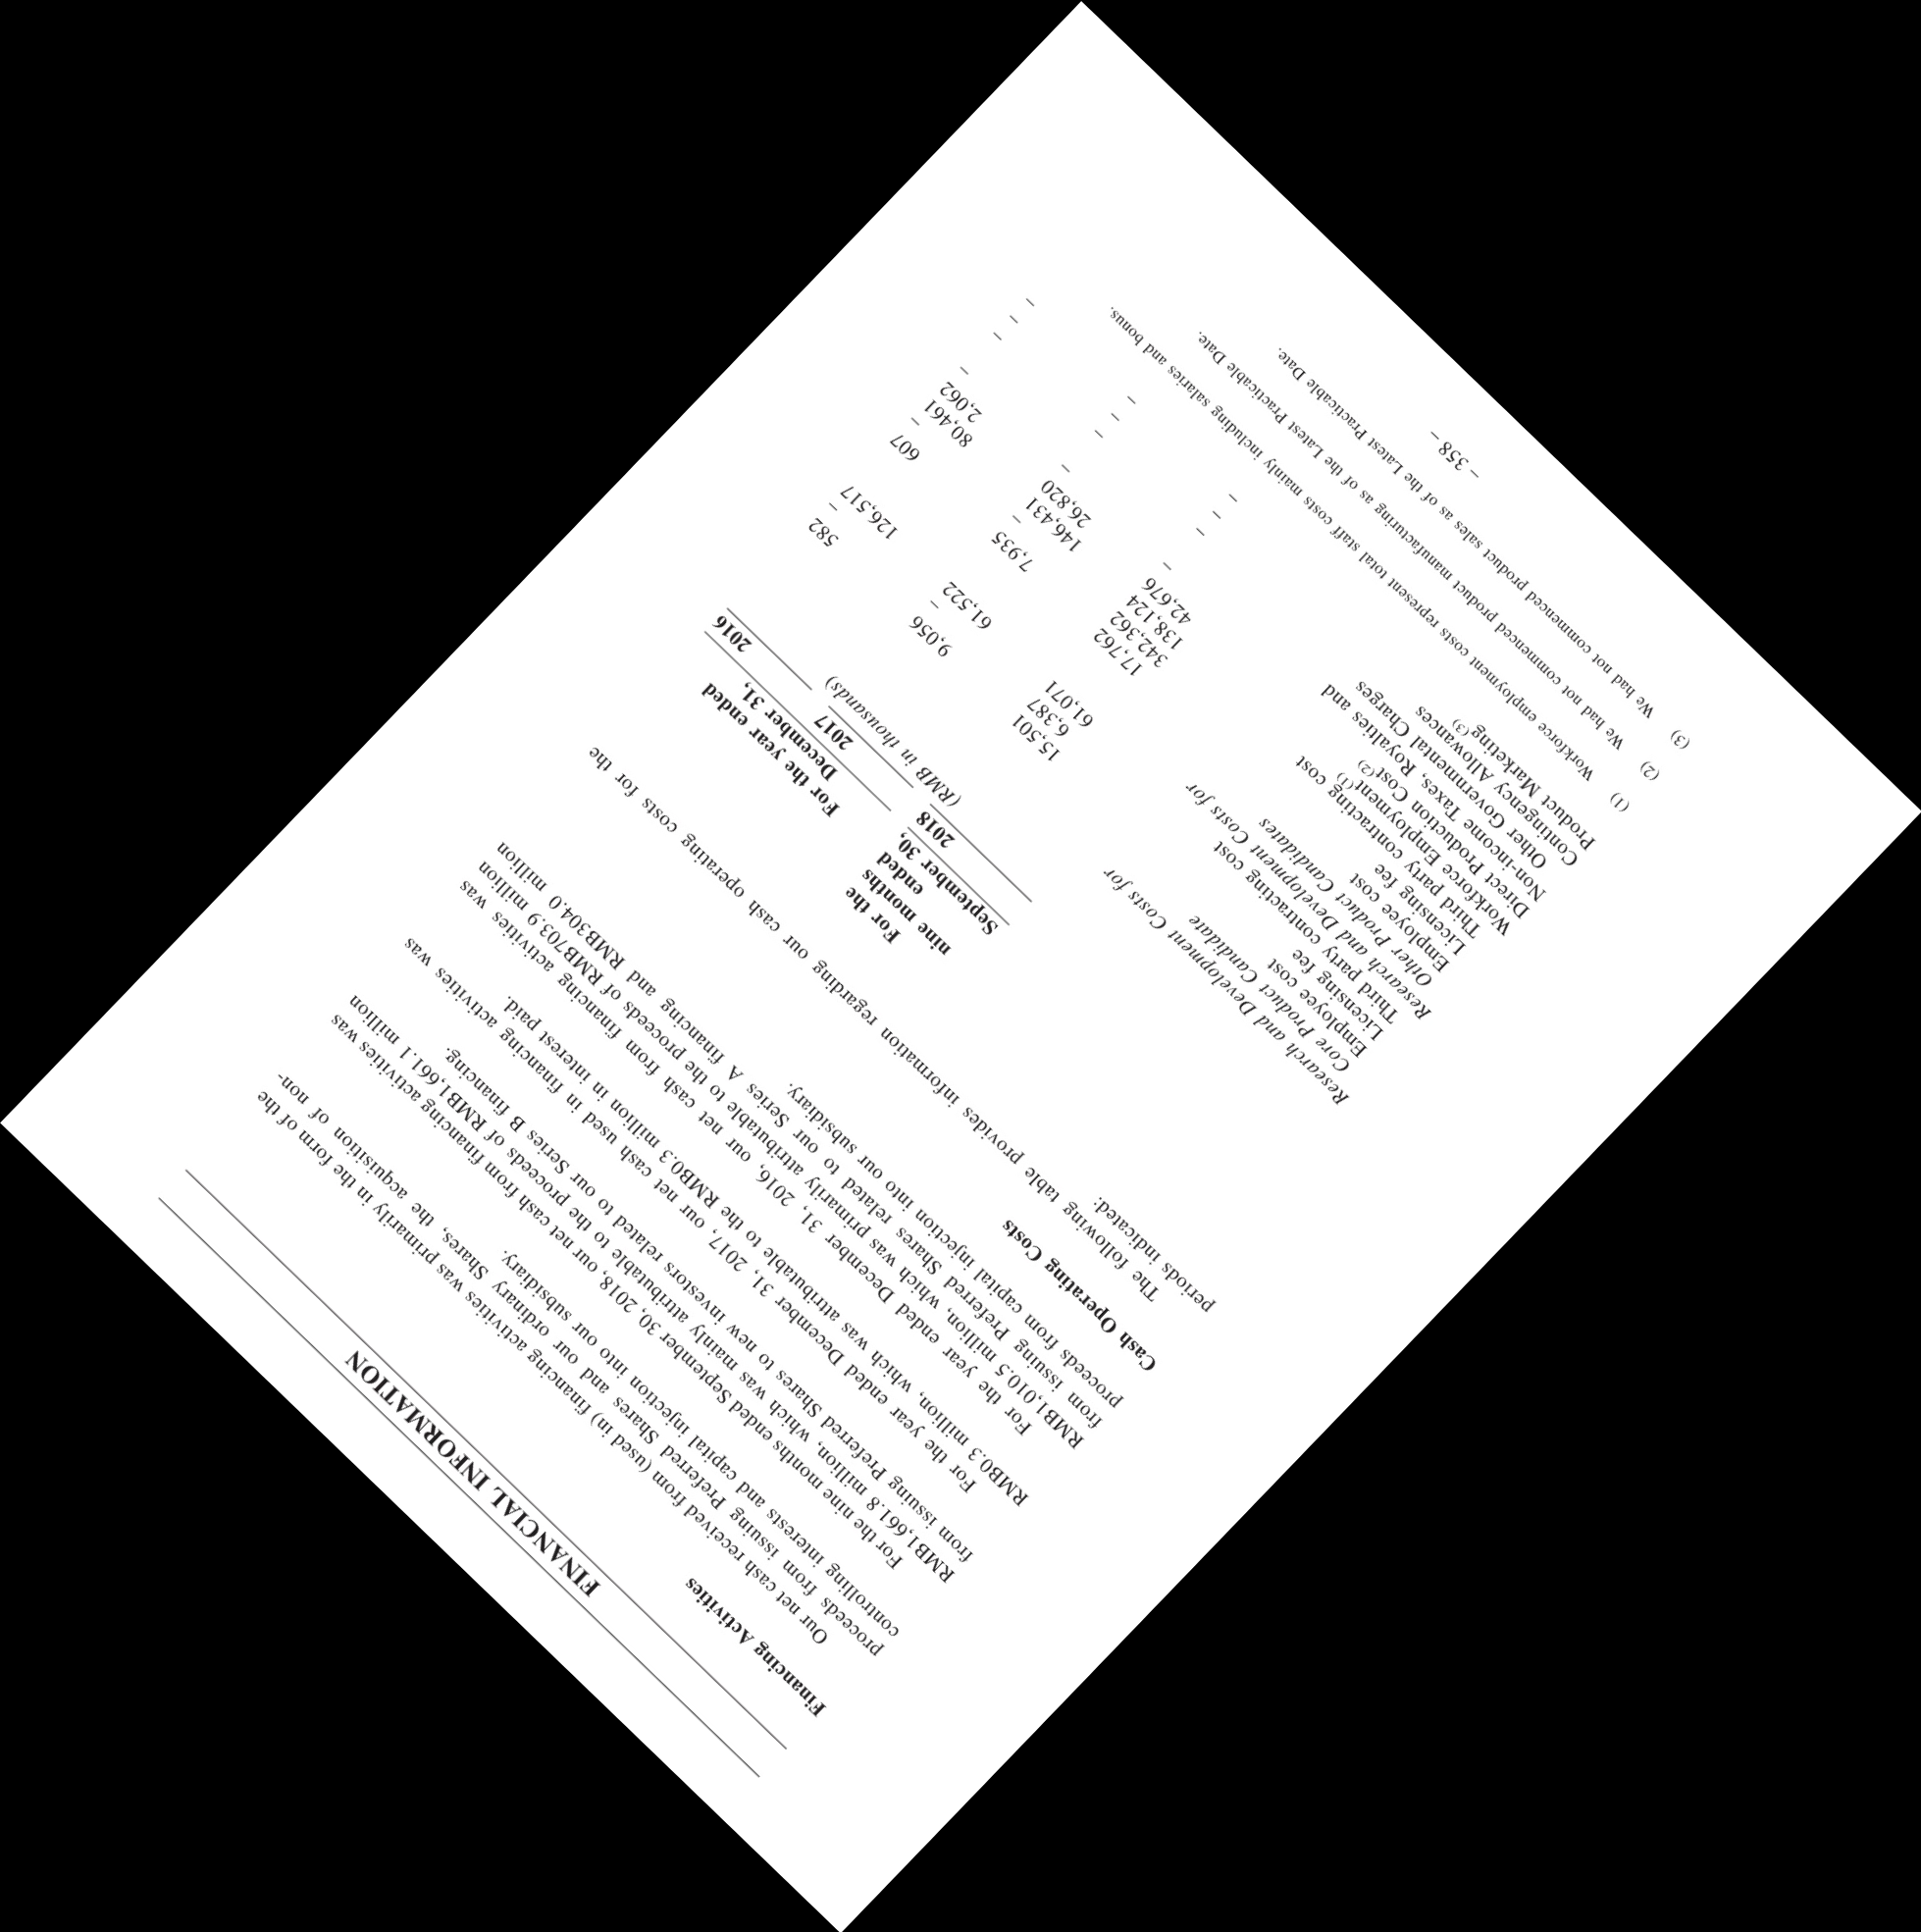 FINANCIAL INFORMATION
Financing Activities
Our net cash received from (used in) financing activities was primarily in the form of the
proceeds from issuing Preferred Shares and our ordinary Shares, the acquisition of non-
controlling interests and capital injection into our subsidiary.
For the nine months ended September 30, 2018, our net cash from financing activities was
RMB1,661.8 million, which was mainly attributable to the proceeds of RMB1,661.1 million
from issuing Preferred Shares to new investors related to our Series B financing.
For the year ended December 31, 2017, our net cash used in financing activities was
RMB0.3 million, which was attributable to the RMB0.3 million in interest paid.
For the year ended December 31, 2016, our net cash from financing activities was
RMB1,010.5 million, which was primarily attributable to the proceeds of RMB703.9 million
from issuing Preferred Shares related to our Series A financing and RMB304.0 million
proceeds from capital injection into our subsidiary.
Cash Operating Costs
The following table provides information regarding our cash operating costs for the
periods indicated:
For the
nine months
ended For the year ended
September 30, December 31,
2018 2017 2016
(RMB in thousands)
Research and Development Costs for
Core Product Candidate
Employee cost 15,501 9,056 582
Licensing fee 6,387 – –
Third party contracting cost 61,071 61,522 126,517
Research and Development Costs for
Other Product Candidates
Employee cost 17,762 7,935 607
Licensing fee 342,362 – –
Third party contracting cost 138,124 146,431 80,461
Workforce Employment(1) 42,676 26,820 2,062
Direct Production Cost(2) – – –
Non-income Taxes, Royalties and
Other Governmental Charges – – –
Contingency Allowances – – –
Product Marketing(3) – – –
(1) Workforce employment costs represent total staff costs mainly including salaries and bonus.
(2) We had not commenced product manufacturing as of the Latest Practicable Date.
(3) We had not commenced product sales as of the Latest Practicable Date.
– 358 –